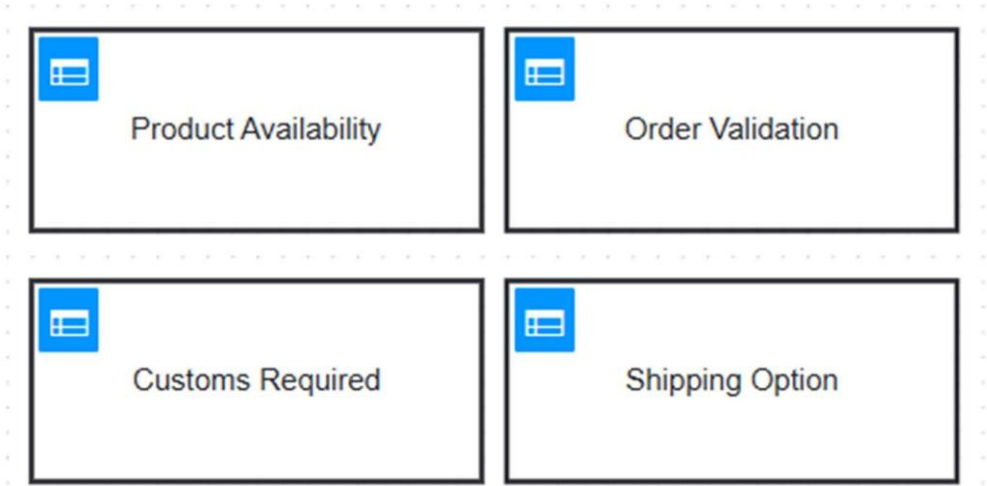 Product Availability
Order Validation
Customs Required
Shipping Option